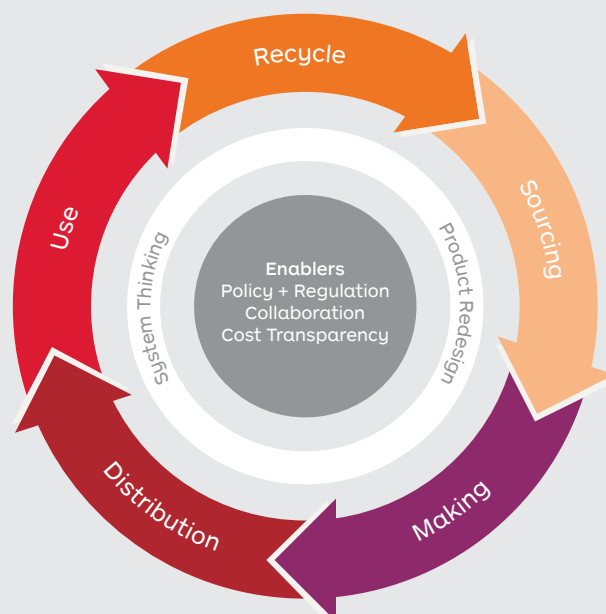 Recycle
Sourcing
Making
Distribution
Use
System Thinking
Product Redesign
Enablers
Policy + Regulation
Collaboration
Cost Transparency